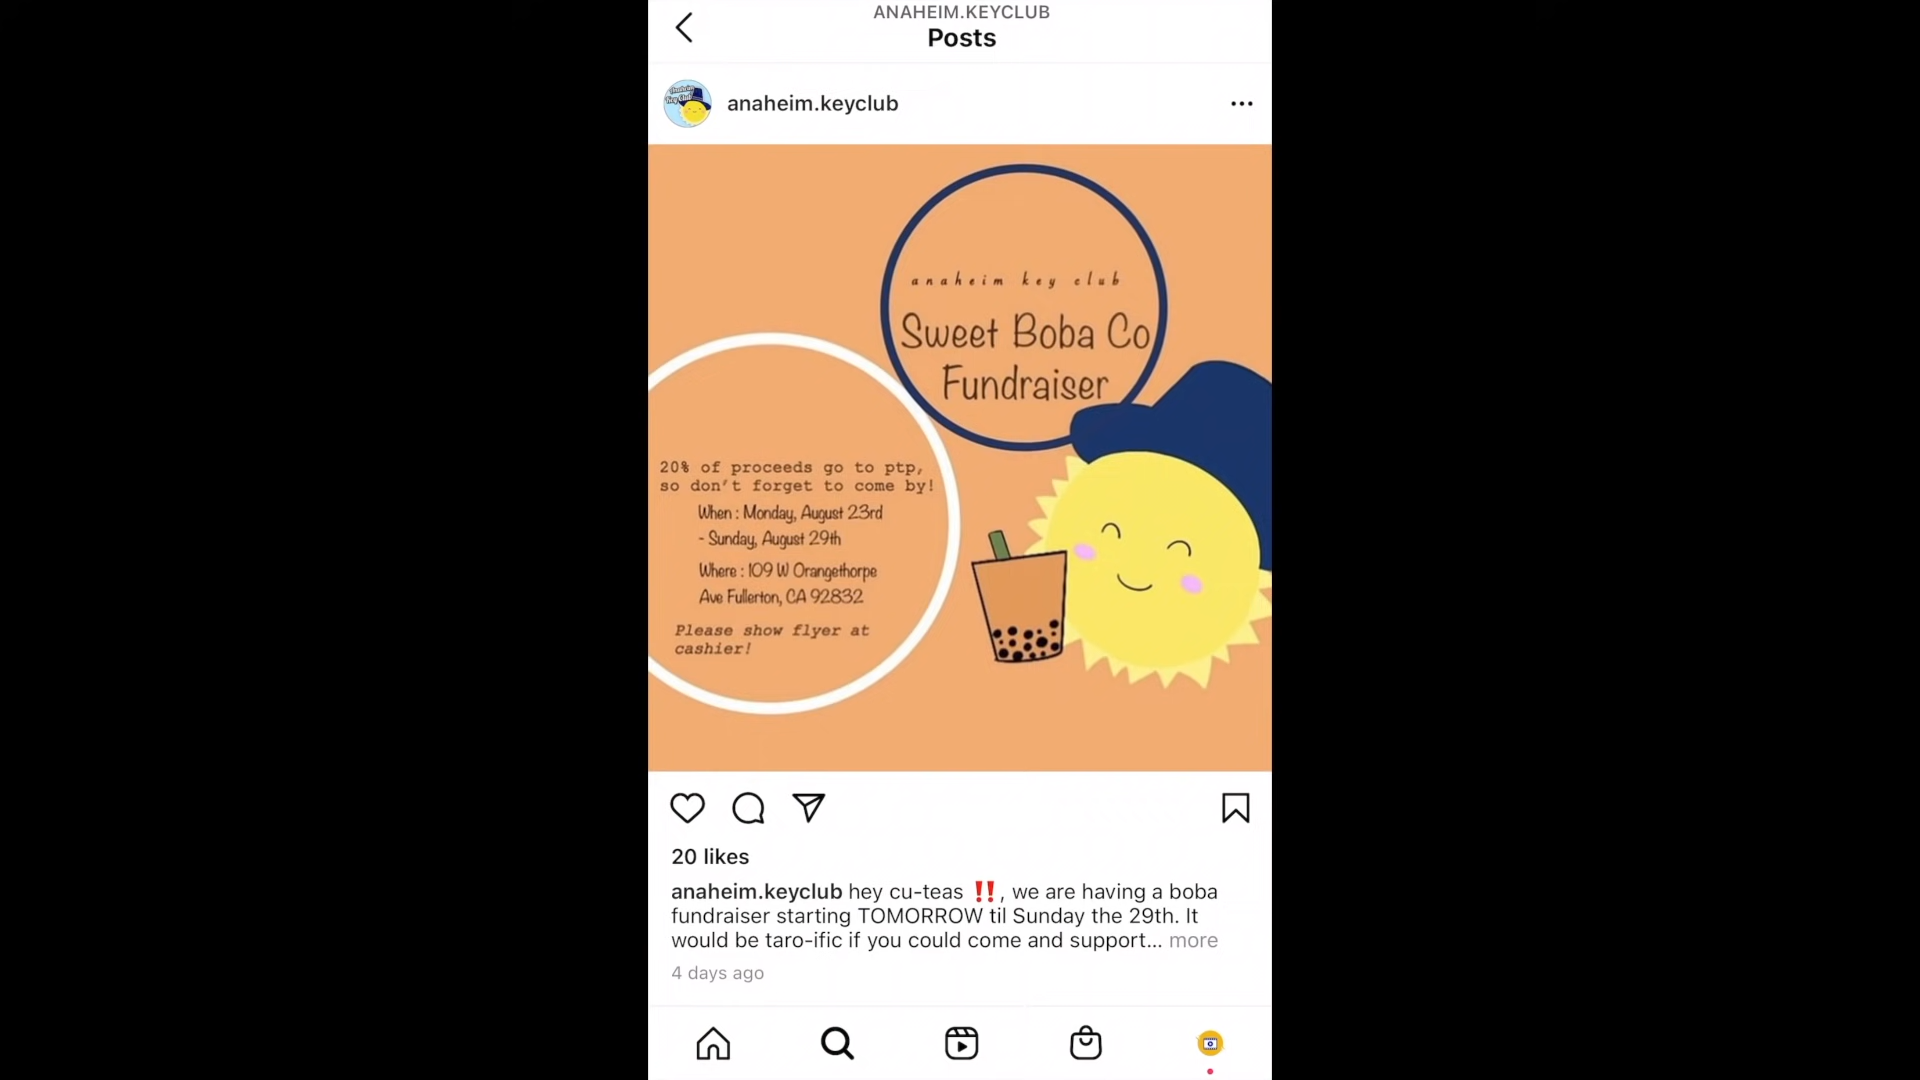 ANAHEIM.KEYCLUB
Posts
anaheim.keyclub
anaheim key club
Sweet Boba Co
Fundraiser
20% of proceeds go to ptp,
so don't forget to come by!
When : Monday, August 23rd
- Sunday, August 29th
Where : 109 W Orangethorpe
Ave Fullerton, CA 92832
Please show flyer at
cashier!
20 likes
anaheim.keyclub hey cu-teas ‼️, we are having a boba
fundraiser starting TOMORROW til Sunday the 29th. It
would be taro-ific if you could come and support... more
4 days ago